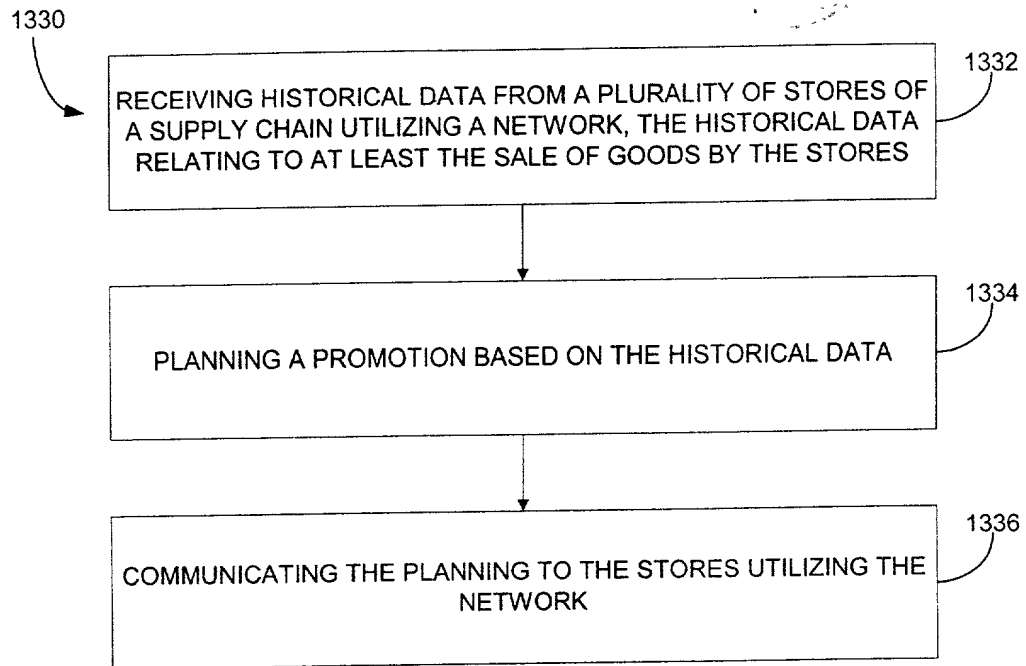 1330
1332
RECEIVING HISTORICAL DATA FROM A PLURALITY OF STORES OF
A SUPPLY CHAIN UTILIZING A NETWORK, THE HISTORICAL DATA
RELATING TO AT LEAST THE SALE OF GOODS BY THE STORES
1334
PLANNING A PROMOTION BASED ON THE HISTORICAL DATA
1336
COMMUNICATING THE PLANNING TO THE STORES UTILIZING THE
NETWORK